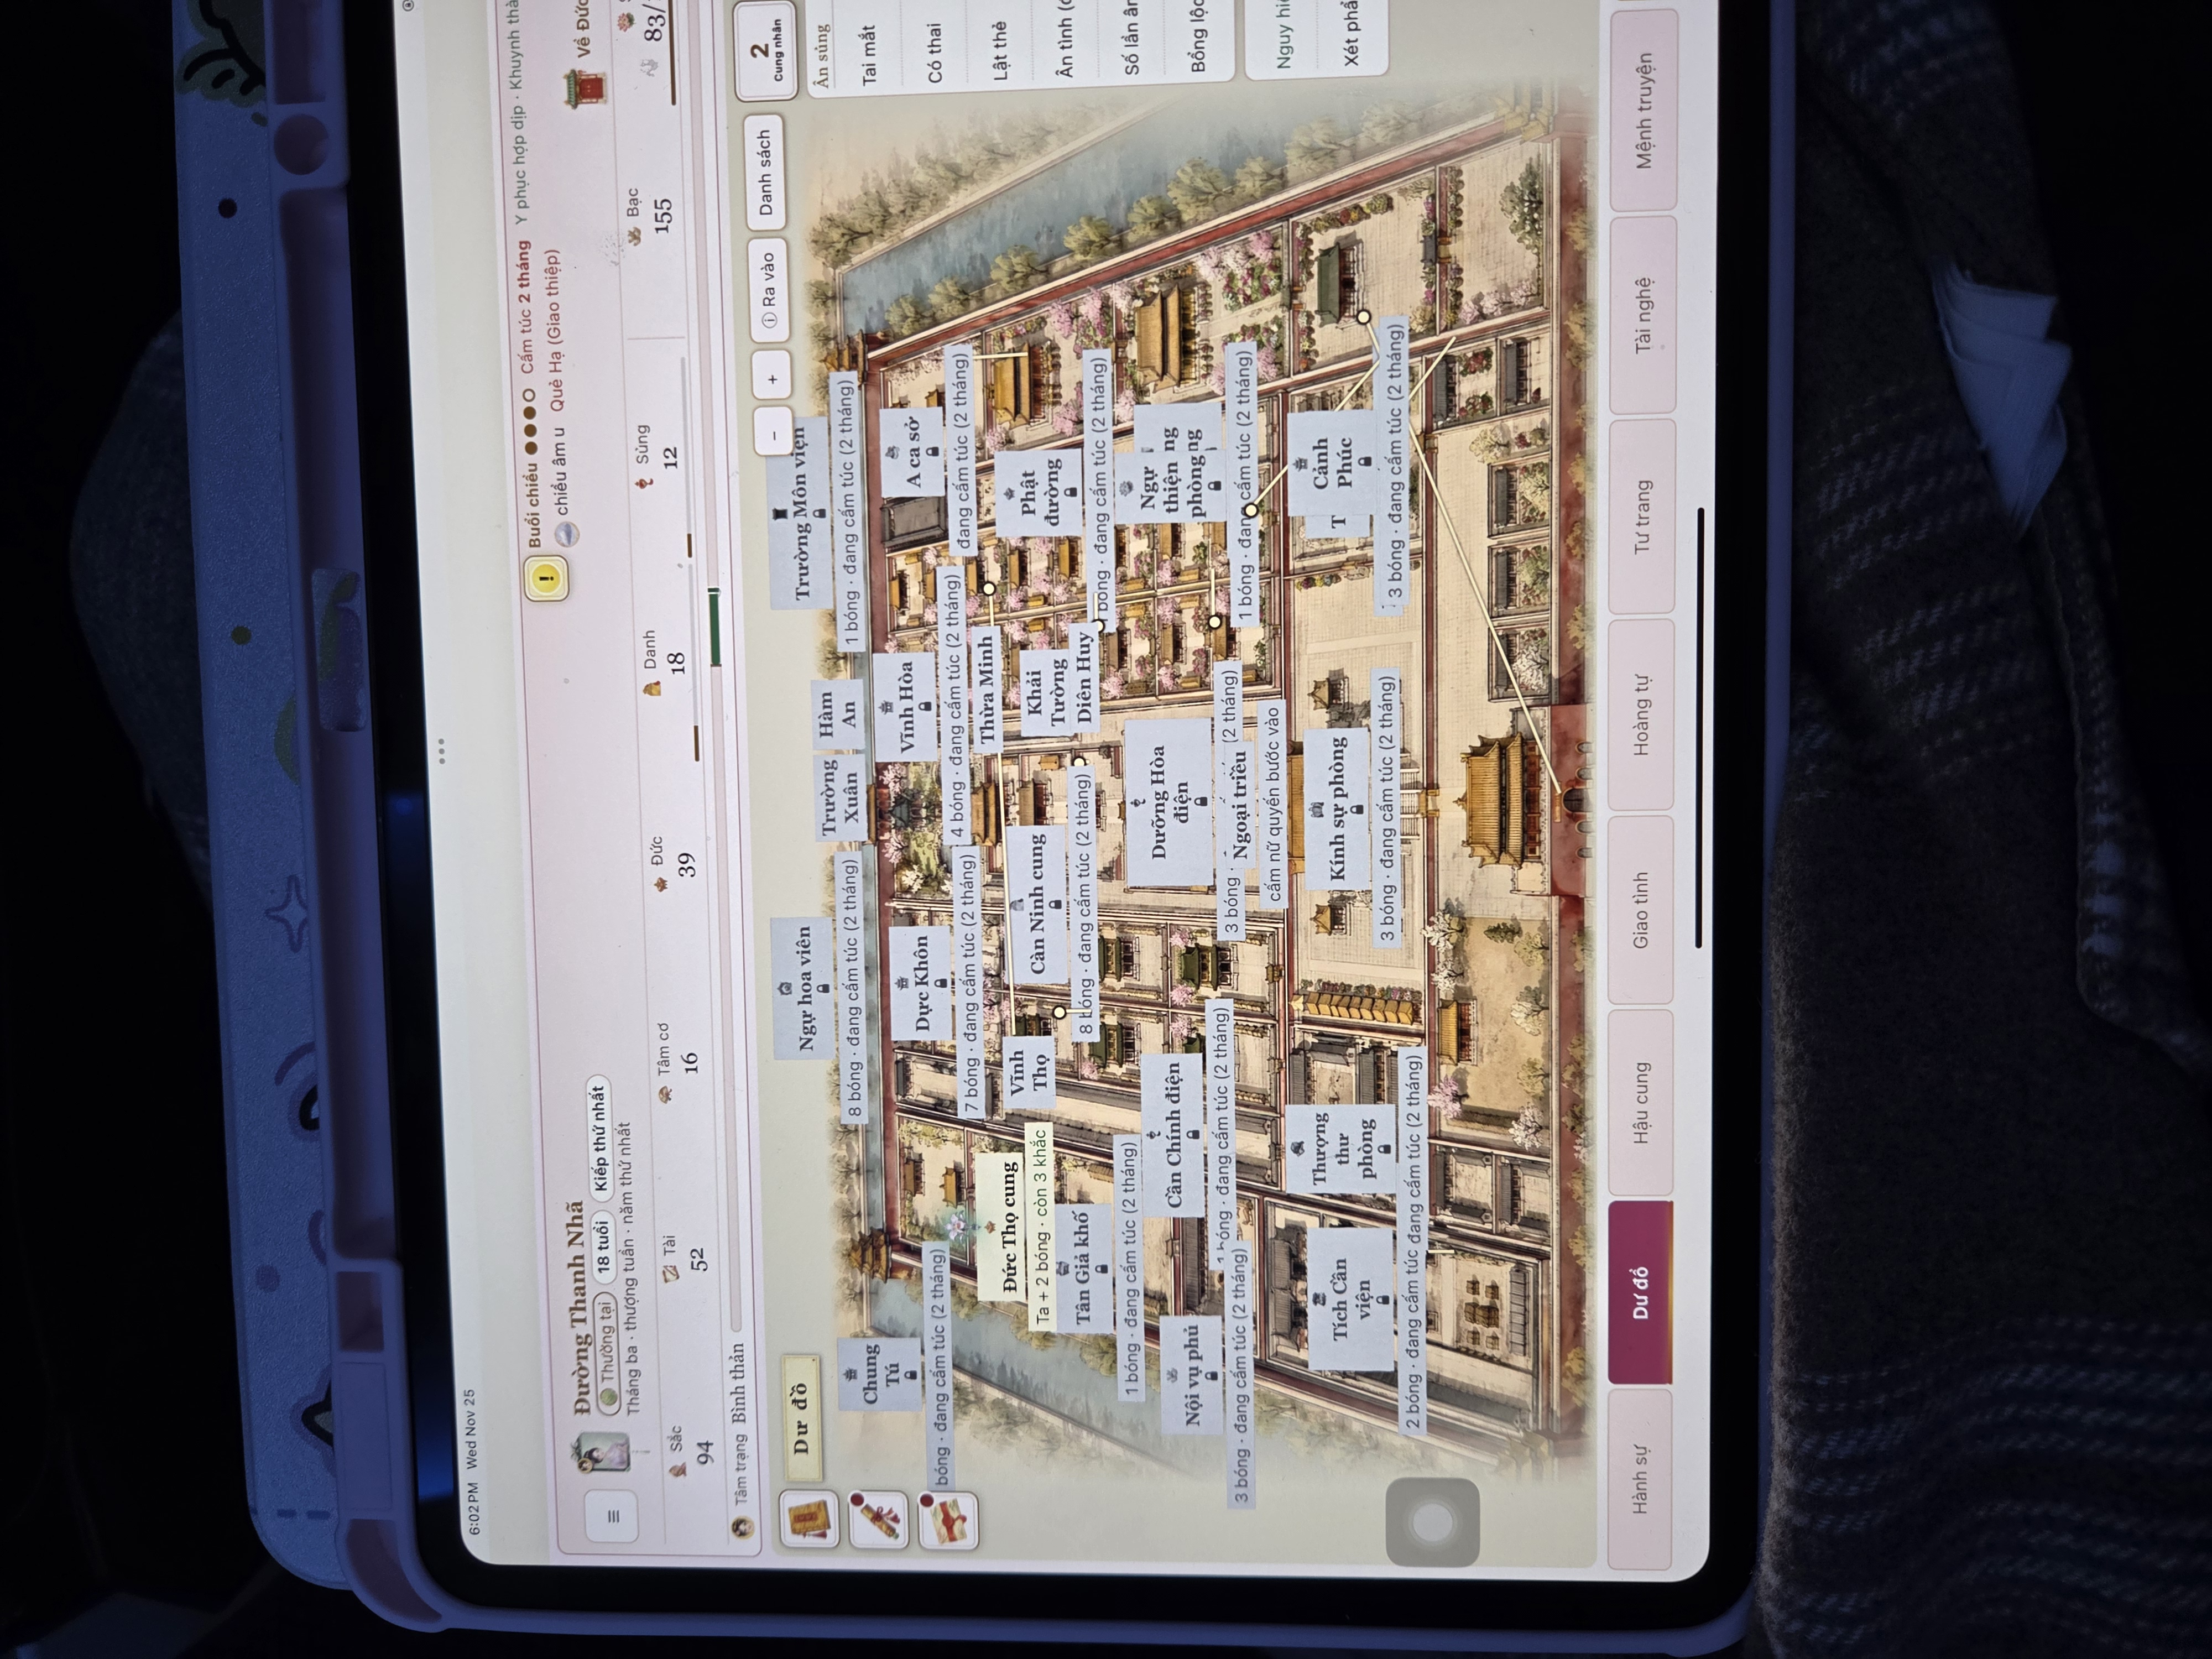 6:02 PM Wed Nov 25
Đường Thanh Nhã
Thường tại 18 tuổi Kiếp thứ nhất
Tháng ba · thượng tuần · năm thứ nhất
! Buổi chiều Cấm túc 2 tháng Y phục hợp dịp · Khuynh
chiều âm u Quẻ Hạ (Giao thiệp)
Về
Sắc
94
Tài
52
Tâm cơ
16
Đức
39
Danh
18
Sủng
12
Bạc
155
83/
Tâm trạng Bình thản
Dư đồ
− + Ra vào Danh sách
2
Cung nhân
Ngự hoa viên
8 bóng · đang cấm túc (2 tháng)
Trường
Xuân
Hàm
An
Trường Môn viện
1 bóng · đang cấm túc (2 tháng)
Chung
Tú
bóng · đang cấm túc (2 tháng)
Dực Khôn
7 bóng · đang cấm túc (2 tháng)
Vĩnh Hòa
4 bóng · đang cấm túc (2 tháng)
A ca sở
đang cấm túc (2 tháng)
Đức Thọ cung
Ta + 2 bóng · còn 3 khắc
Thừa Minh
Vĩnh
Thọ
Càn Ninh cung
8 bóng · đang cấm túc (2 tháng)
Khải
Tường
Diên Huy
Phật
đường
bóng · đang cấm túc (2 tháng)
Tân Giả khố
1 bóng · đang cấm túc (2 tháng)
Nội vụ phủ
3 bóng · đang cấm túc (2 tháng)
Cần Chính điện
bóng · đang cấm túc (2 tháng)
Dưỡng Hòa
điện
3 bóng · (2 tháng)
Ngoại triều
cấm nữ quyến bước vào
Ngự
thiện ng
phòng ng
1 bóng · đang cấm túc (2 tháng)
Tích Cần
viện
2 bóng · đang cấm túc
Thượng
thư
phòng
đang cấm túc (2 tháng)
Kính sự phòng
3 bóng · đang cấm túc (2 tháng)
T
Cảnh
Phúc
3 bóng · đang cấm túc (2 tháng)
Ân sủng
Tai mắt
Có thai
Lật thẻ
Ân tình
Số lần
Bổng
Nguy
Xét
Hành sự Dư đồ Hậu cung Giao tình Hoàng tự Tư trang Tài nghệ Mệnh truyện